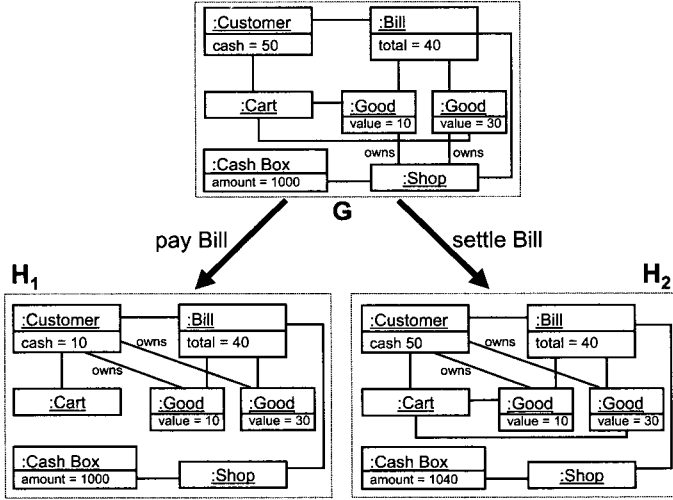 :Customer
cash = 50
:Bill
total = 40
:Cart
:Good
value = 10
:Good
value = 30
owns
owns
:Cash Box
amount = 1000
:Shop
G
pay Bill
settle Bill
H1
H2
:Customer
cash = 10
:Bill
total = 40
owns
owns
:Cart
:Good
value = 10
:Good
value = 30
:Cash Box
amount = 1000
:Shop
:Customer
cash 50
:Bill
total = 40
owns
owns
:Cart
:Good
value = 10
:Good
value = 30
:Cash Box
amount = 1040
:Shop